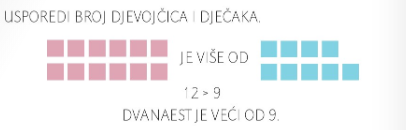 USPOREDI BROJ DJEVOJČICA I DJEČAKA.
JE VIŠE OD
12 > 9
DVANAEST JE VEĆI OD 9.